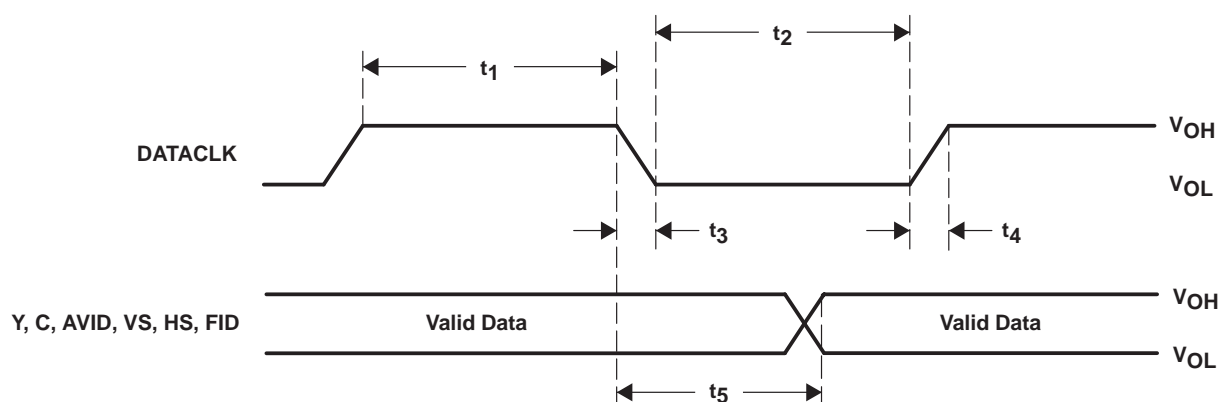 t2
t1
VOH
DATACLK
VOL
t3
t4
VOH
Y, C, AVID, VS, HS, FID
Valid Data
Valid Data
VOL
t5